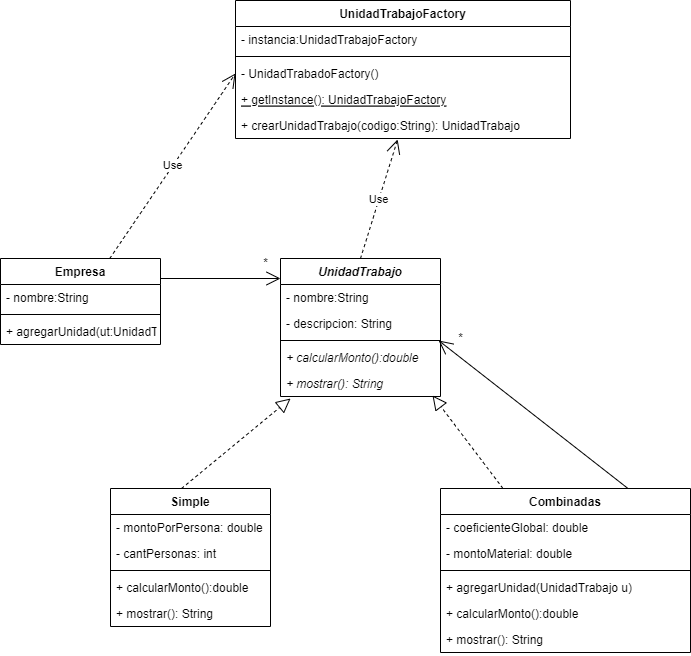 UnidadTrabajoFactory
- instancia:UnidadTrabajoFactory
- UnidadTrabadoFactory()
+ getInstance(): UnidadTrabajoFactory
+ crearUnidadTrabajo(codigo:String): UnidadTrabajo
Use
Use
Empresa
- nombre:String
+ agregarUnidad(ut:UnidadT
*
UnidadTrabajo
- nombre:String
- descripcion: String
+ calcularMonto():double
+ mostrar(): String
*
Simple
- montoPorPersona: double
- cantPersonas: int
+ calcularMonto():double
+ mostrar(): String
Combinadas
- coeficienteGlobal: double
- montoMaterial: double
+ agregarUnidad(UnidadTrabajo u)
+ calcularMonto():double
+ mostrar(): String